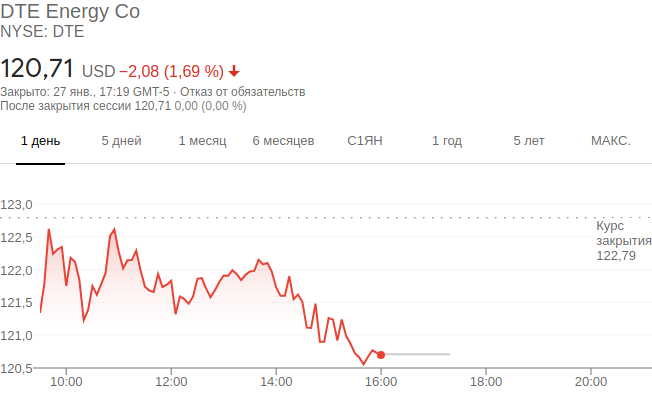 DTE Energy Co
NYSE: DTE
120,71 USD −2,08 (1,69 %)
Закрыто: 27 янв., 17:19 GMT-5 · Отказ от обязательств
После закрытия сессии 120,71 0,00 (0,00 %)
1 день 5 дней 1 месяц 6 месяцев С1ЯН 1 год 5 лет МАКС.
123,0
122,5
122,0
121,5
121,0
120,5
Курс
закрытия
122,79
10:00 12:00 14:00 16:00 18:00 20:00